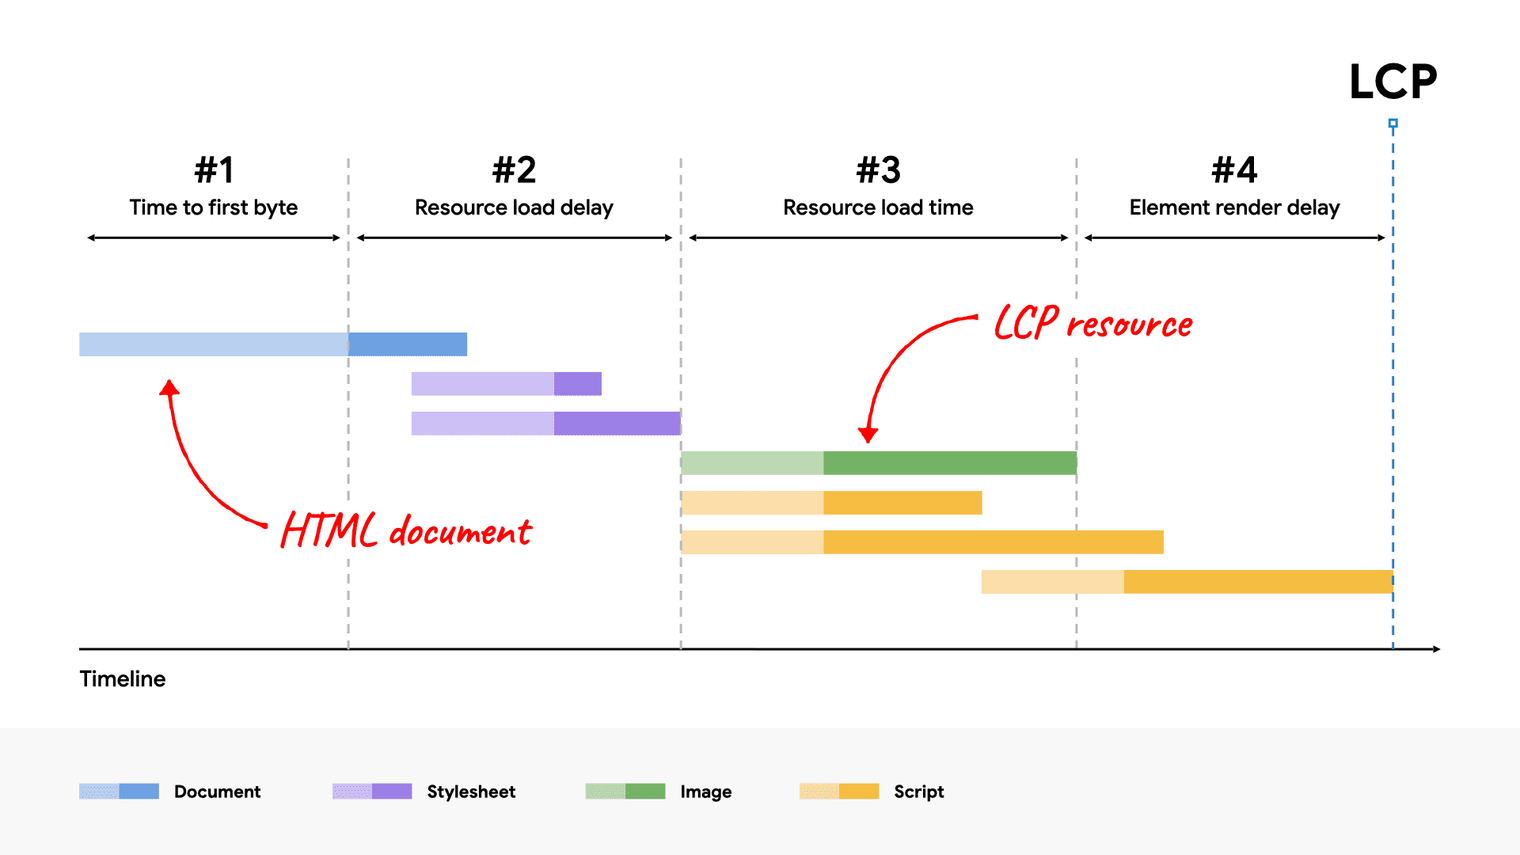 LCP
#1
Time to first byte
#2
Resource load delay
#3
Resource load time
#4
Element render delay
LCP resource
HTML document
Timeline
Document
Stylesheet
Image
Script